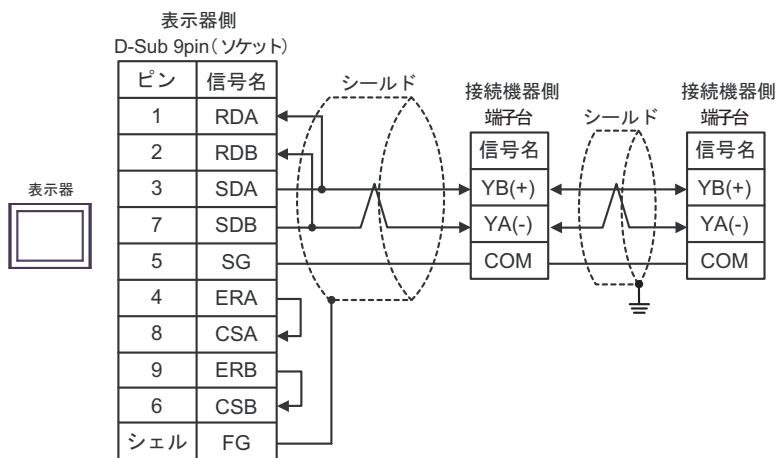 表示器側
D-Sub 9pin(ソケット)
ピン 信号名
1 RDA
2 RDB
3 SDA
7 SDB
5 SG
4 ERA
8 CSA
9 ERB
6 CSB
シェル FG
表示器
シールド
接続機器側
端子台
信号名
YB(+)
YA(-)
COM
シールド
接続機器側
端子台
信号名
YB(+)
YA(-)
COM